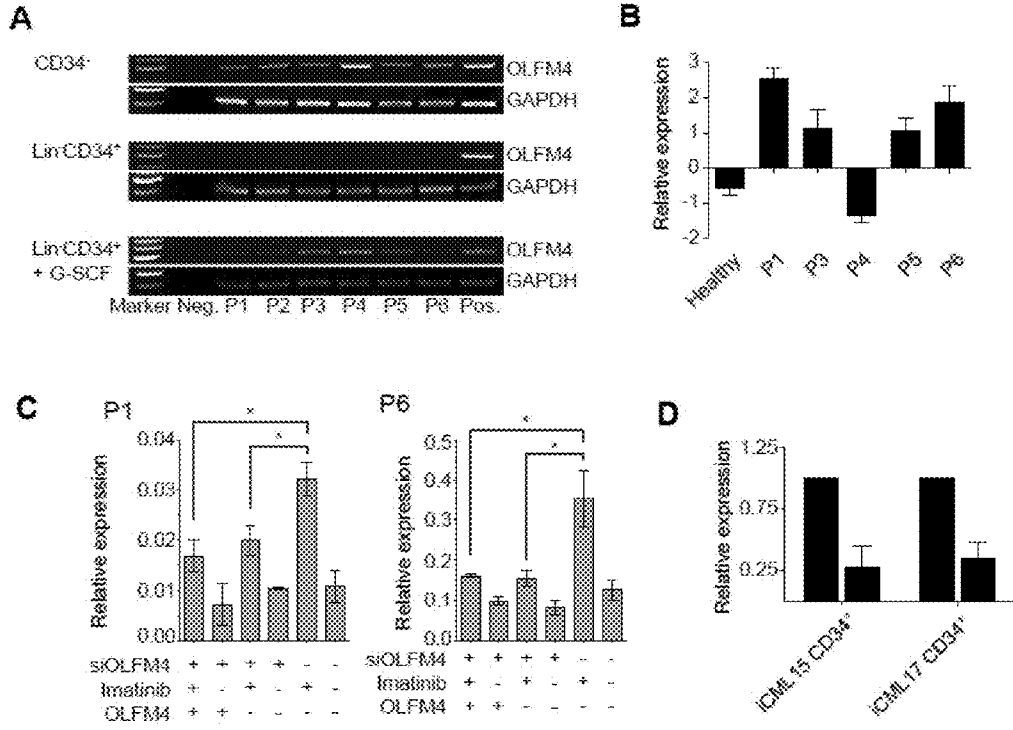 A
CD34-
OLFM4
GAPDH
Lin-CD34+
OLFM4
GAPDH
Lin-CD34+
+ G-SCF
OLFM4
GAPDH
Marker Neg. P1 P2 P3 P4 P5 P6 Pos.
B
Relative expression
3
2
1
0
-1
-2
Healthy P1 P3 P4 P5 P6
C
P1
Relative expression
0.04
0.03
0.02
0.01
0.00
* *
siOLFM4 + + + + - -
Imatinib + - + - + -
OLFM4 + + - - - -
P6
Relative expression
0.5
0.4
0.3
0.2
0.1
0.0
* *
siOLFM4 + + + + - -
Imatinib + - + - + -
OLFM4 + + - - - -
D
Relative expression
1.25
0.75
0.25
iCML15 CD34+
iCML17 CD34+